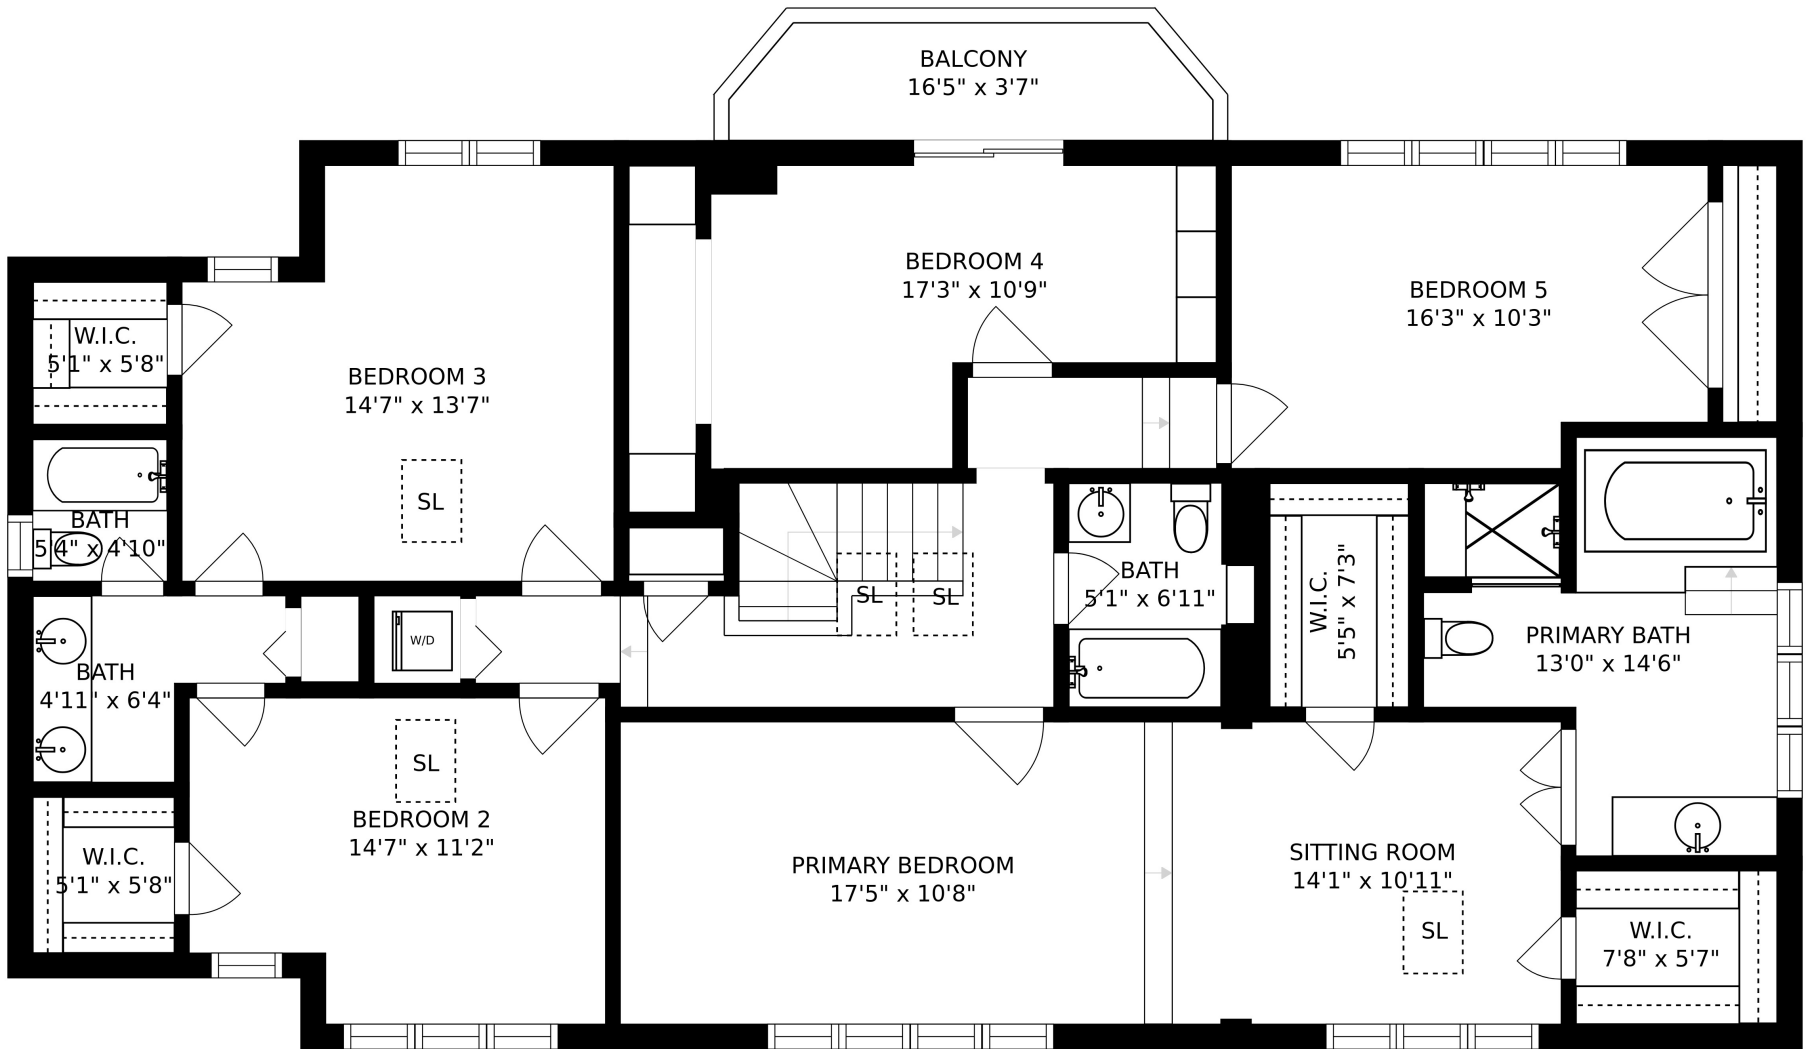 BALCONY
16'5" x 3'7"
BEDROOM 4
17'3" x 10'9"
BEDROOM 5
16'3" x 10'3"
W.I.C.
5'1" x 5'8"
BEDROOM 3
14'7" x 13'7"
SL
BATH
5'4" x 4'10"
SL
SL
BATH
5'1" x 6'11"
W.I.C.
5'5" x 7'3"
PRIMARY BATH
13'0" x 14'6"
W/D
BATH
4'11" x 6'4"
SL
BEDROOM 2
14'7" x 11'2"
W.I.C.
5'1" x 5'8"
PRIMARY BEDROOM
17'5" x 10'8"
SITTING ROOM
14'1" x 10'11"
SL
W.I.C.
7'8" x 5'7"